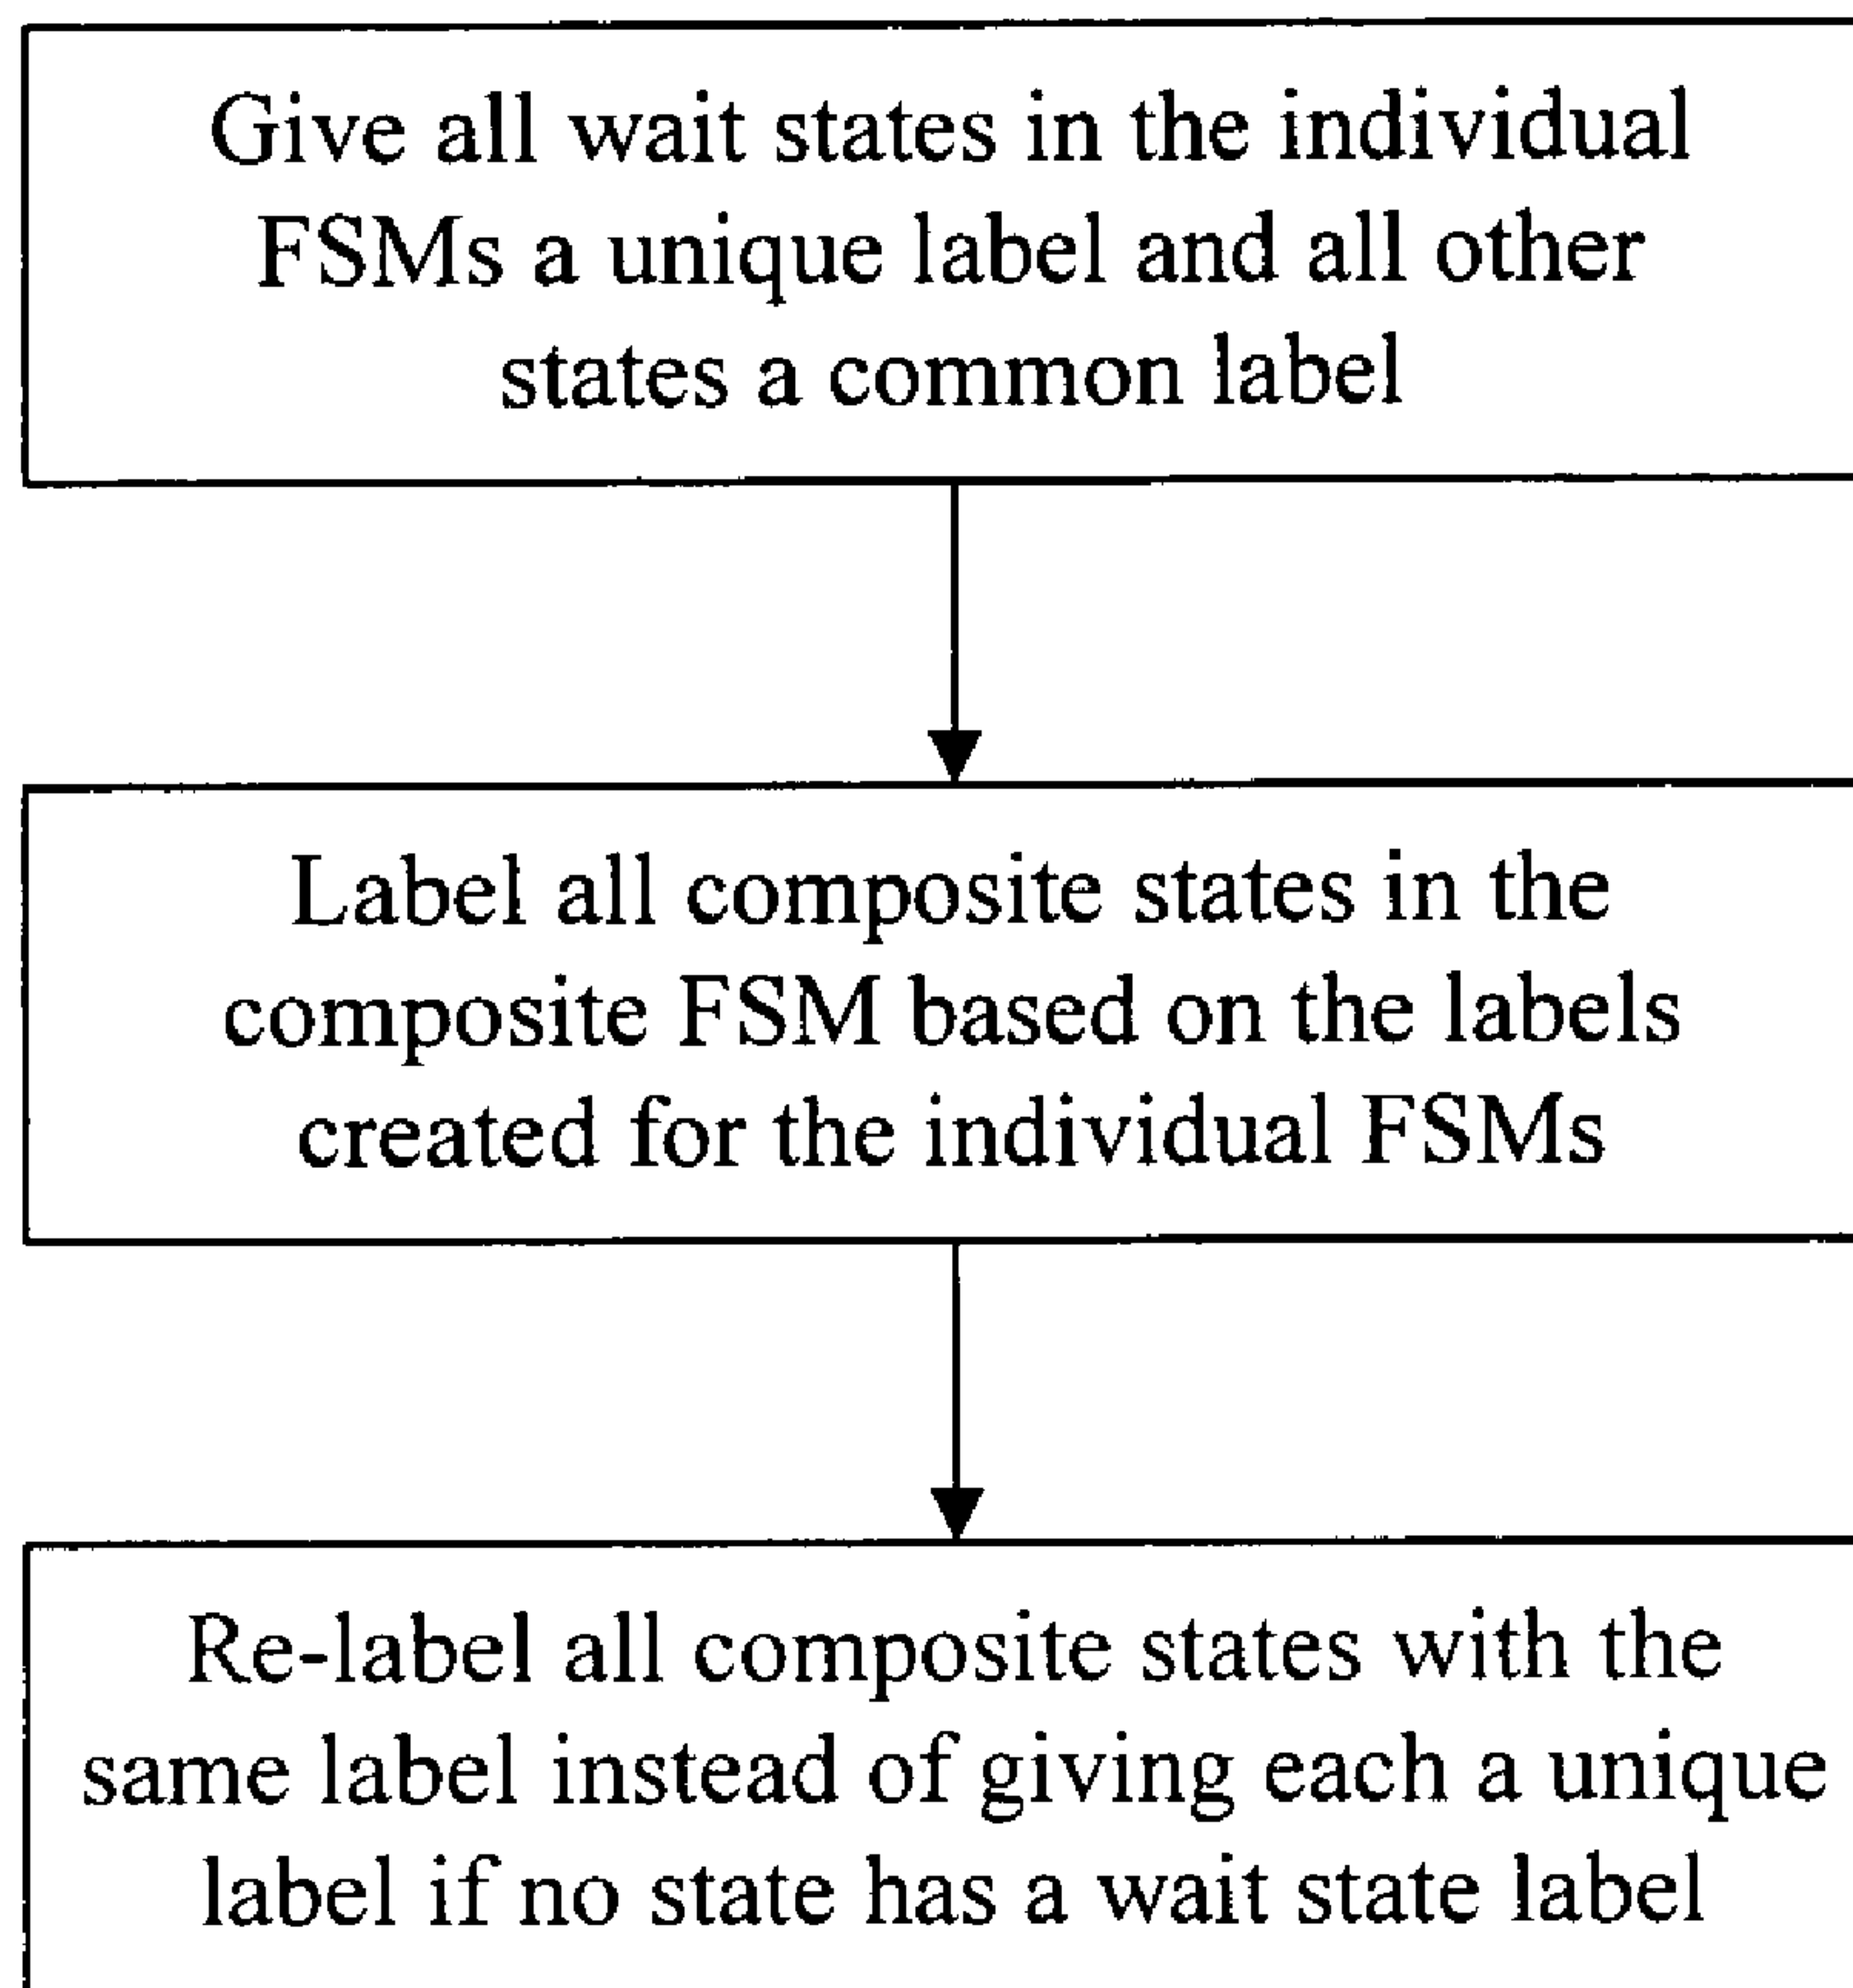 Give all wait states in the individual
FSMs a unique label and all other
states a common label
Label all composite states in the
composite FSM based on the labels
created for the individual FSMs
Re-label all composite states with the
same label instead of giving each a unique
label if no state has a wait state label